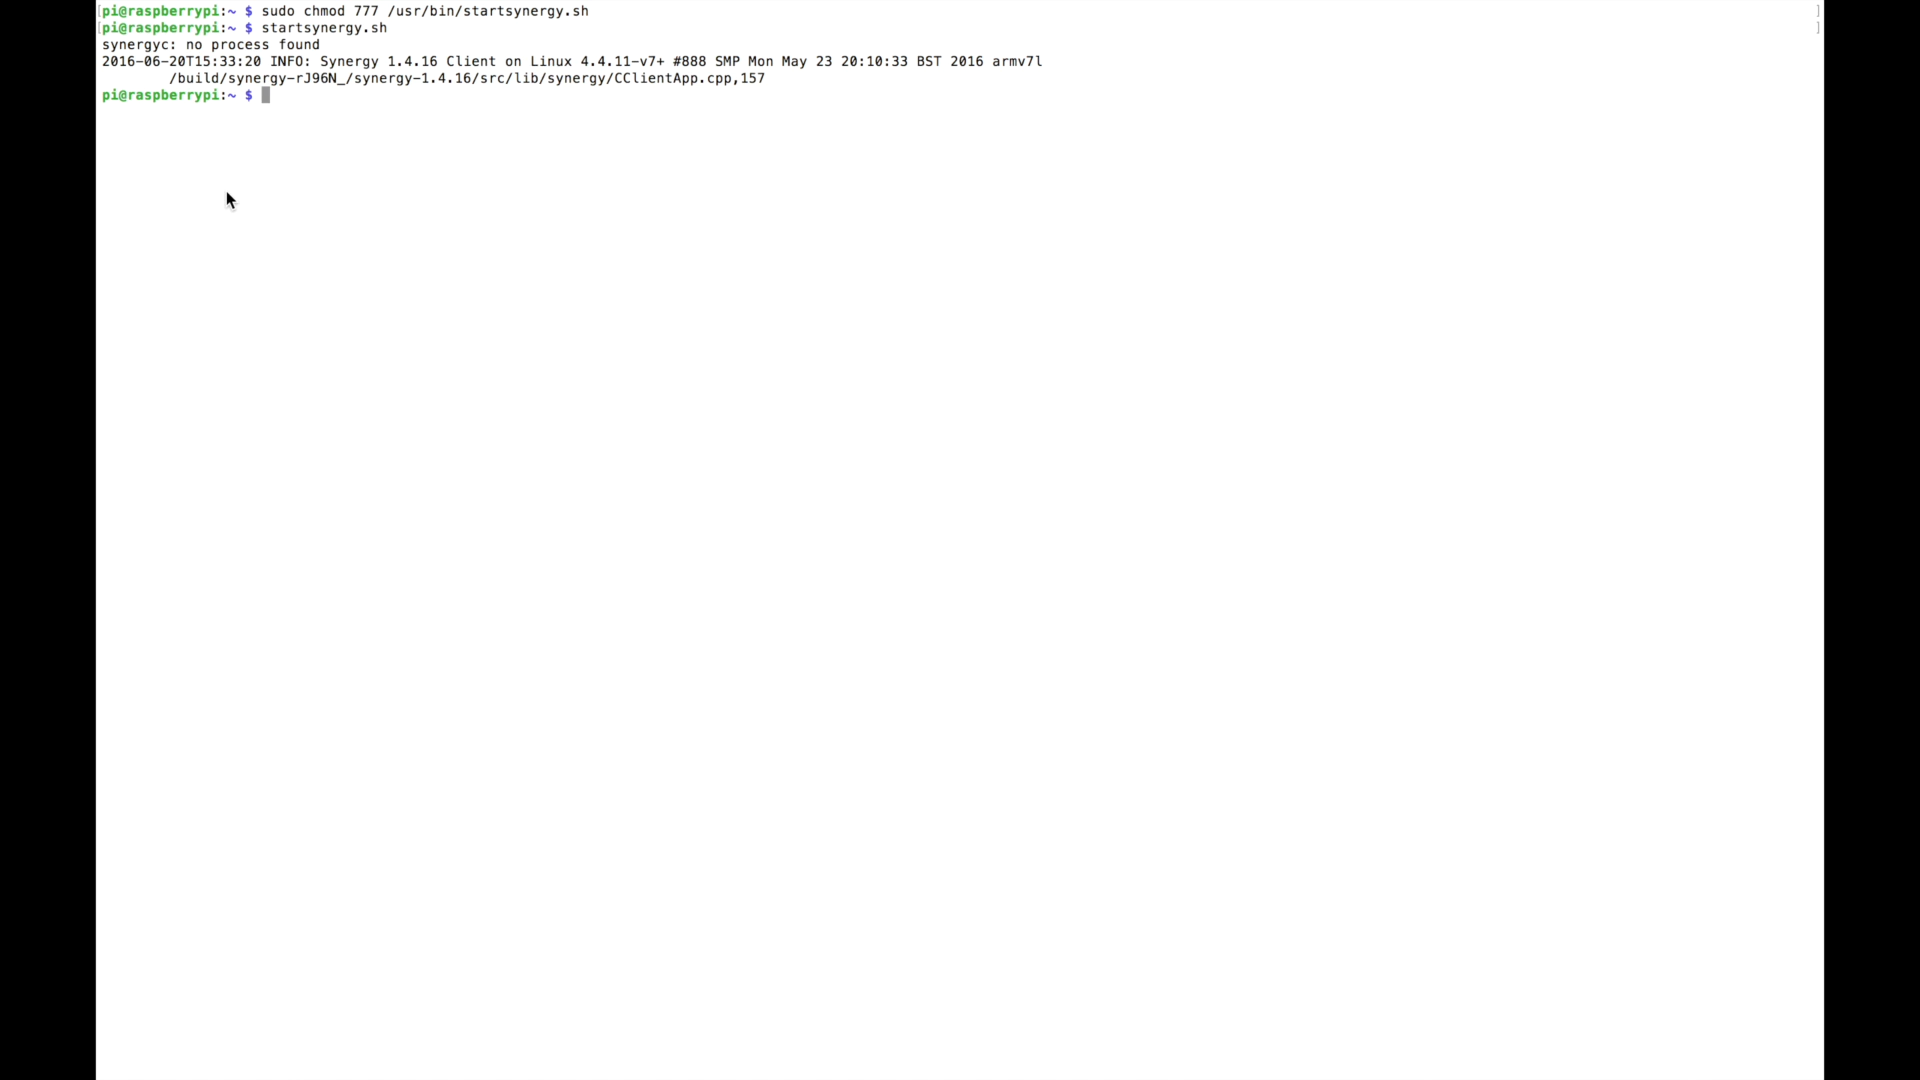 [pi@raspberrypi:~ $ sudo chmod 777 /usr/bin/startsynergy.sh ]
[pi@raspberrypi:~ $ startsynergy.sh ]
synergyc: no process found
2016-06-20T15:33:20 INFO: Synergy 1.4.16 Client on Linux 4.4.11-v7+ #888 SMP Mon May 23 20:10:33 BST 2016 armv7l
/build/synergy-rJ96N_/synergy-1.4.16/src/lib/synergy/CClientApp.cpp,157
pi@raspberrypi:~ $